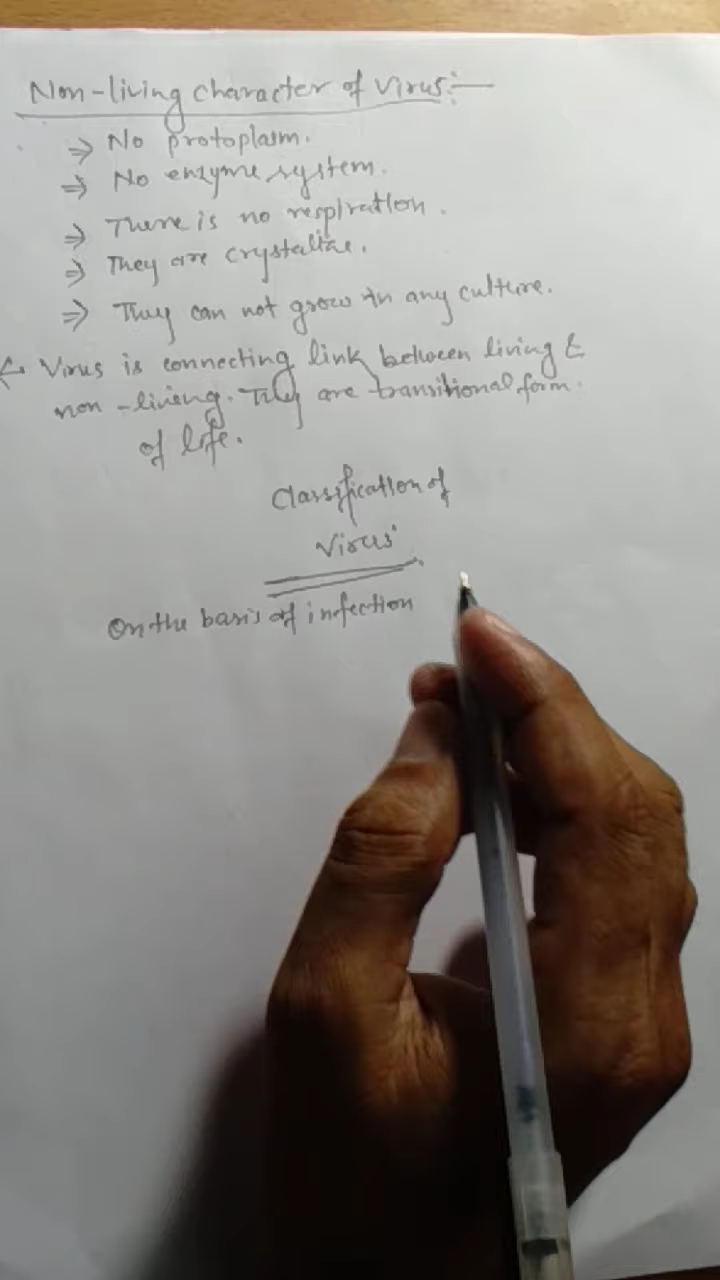 Non-living character of Virus:-
⇒ No protoplasm.
⇒ No enzyme system.
⇒ There is no respiration.
⇒ They are
⇒ They can not grow in any culture.
Virus is connecting link between living &
non-living. They are transitional form
of life.
Classification of
Virus
On the basis of infection